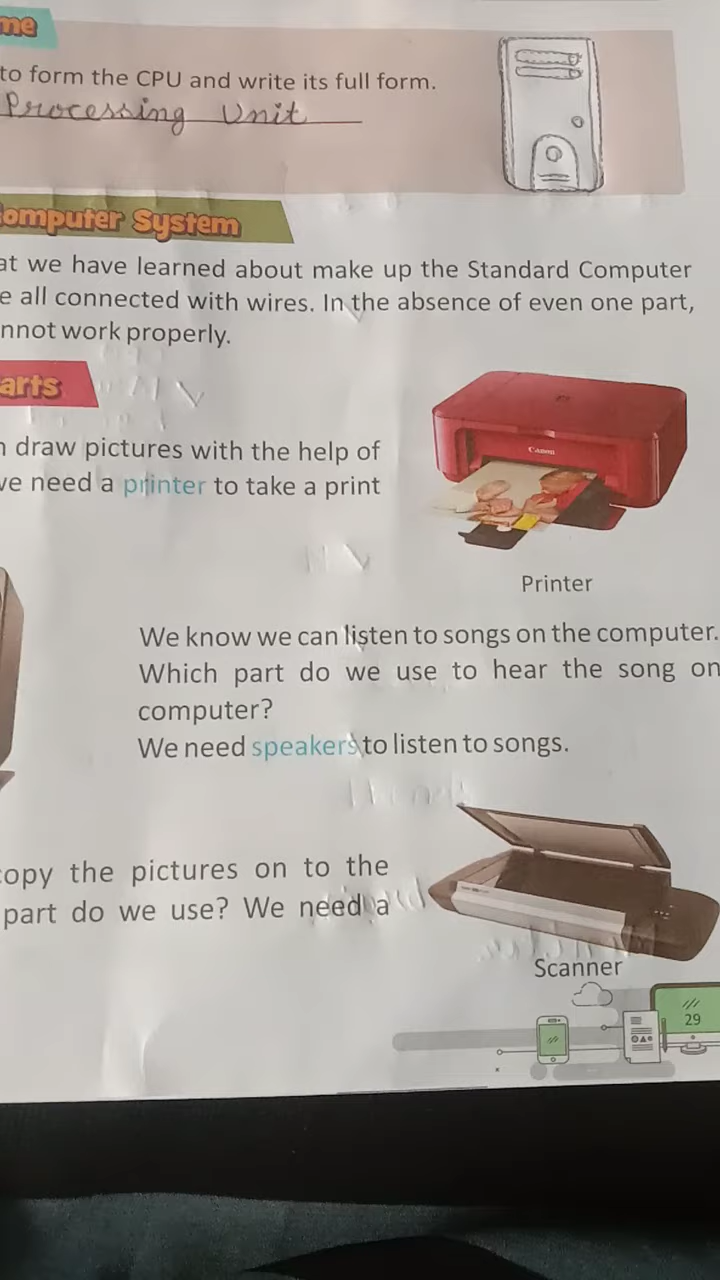 me
to form the CPU and write its full form.
Processing Unit
omputer System
at we have learned about make up the Standard Computer
e all connected with wires. In the absence of even one part,
nnot work properly.
arts
n draw pictures with the help of
ve need a printer to take a print
Canon
Printer
We know we can listen to songs on the computer.
Which part do we use to hear the song on
computer?
We need speakers to listen to songs.
opy the pictures on to the
part do we use? We need a
Scanner
29